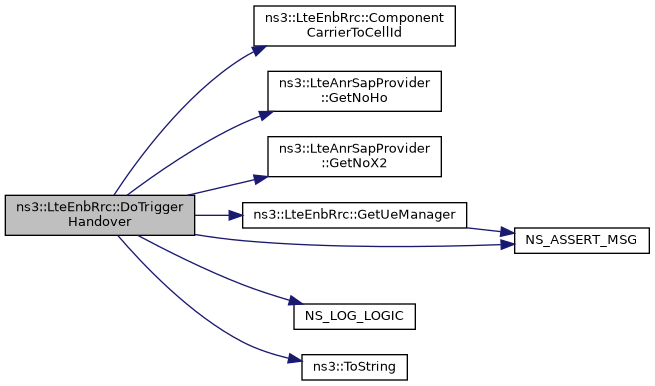 ns3::LteEnbRrc::Component
CarrierToCellId
ns3::LteAnrSapProvider
::GetNoHo
ns3::LteAnrSapProvider
::GetNoX2
ns3::LteEnbRrc::DoTrigger
Handover
ns3::LteEnbRrc::GetUeManager
NS_ASSERT_MSG
NS_LOG_LOGIC
ns3::ToString